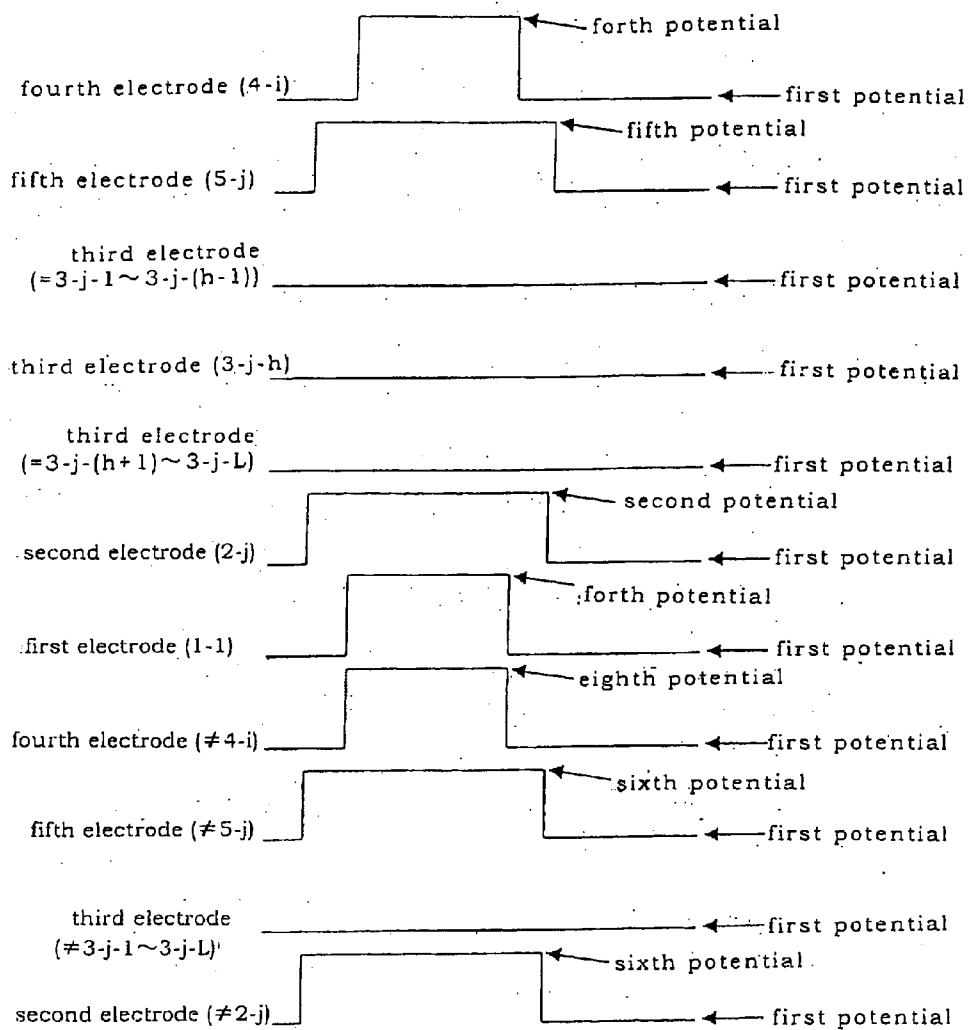 forth potential
fourth electrode (4-i)
first potential
fifth potential
fifth electrode (5-j)
first potential
third electrode
(=3-j-1~3-j-(h-1))
first potential
third electrode (3-j-h)
first potential
third electrode
(=3-j-(h+1)~3-j-L)
first potential
second potential
second electrode (2-j)
first potential
forth potential
first electrode (1-1)
first potential
eighth potential
fourth electrode (≠4-i)
first potential
sixth potential
fifth electrode (≠5-j)
first potential
third electrode
(≠3-j-1~3-j-L)
first potential
sixth potential
second electrode (≠2-j)
first potential